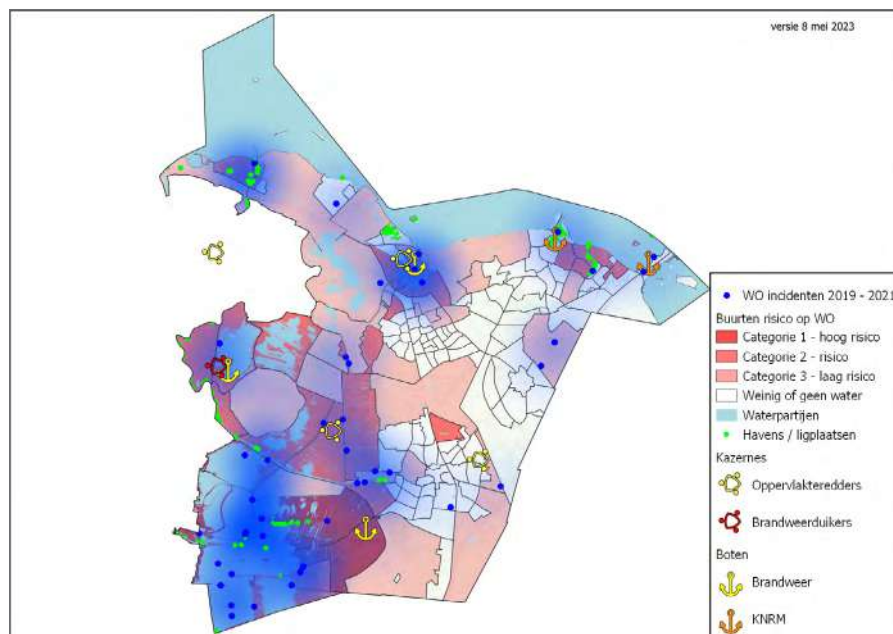 versie 8 mei 2023
WO incidenten 2019 - 2021
Buurten risico op WO
Categorie 1 - hoog risico
Categorie 2 - risico
Categorie 3 - laag risico
Weinig of geen water
Waterpartijen
Havens / ligplaatsen
Kazernes
Oppervlakteredders
Brandweerduikers
Boten
Brandweer
KNRM